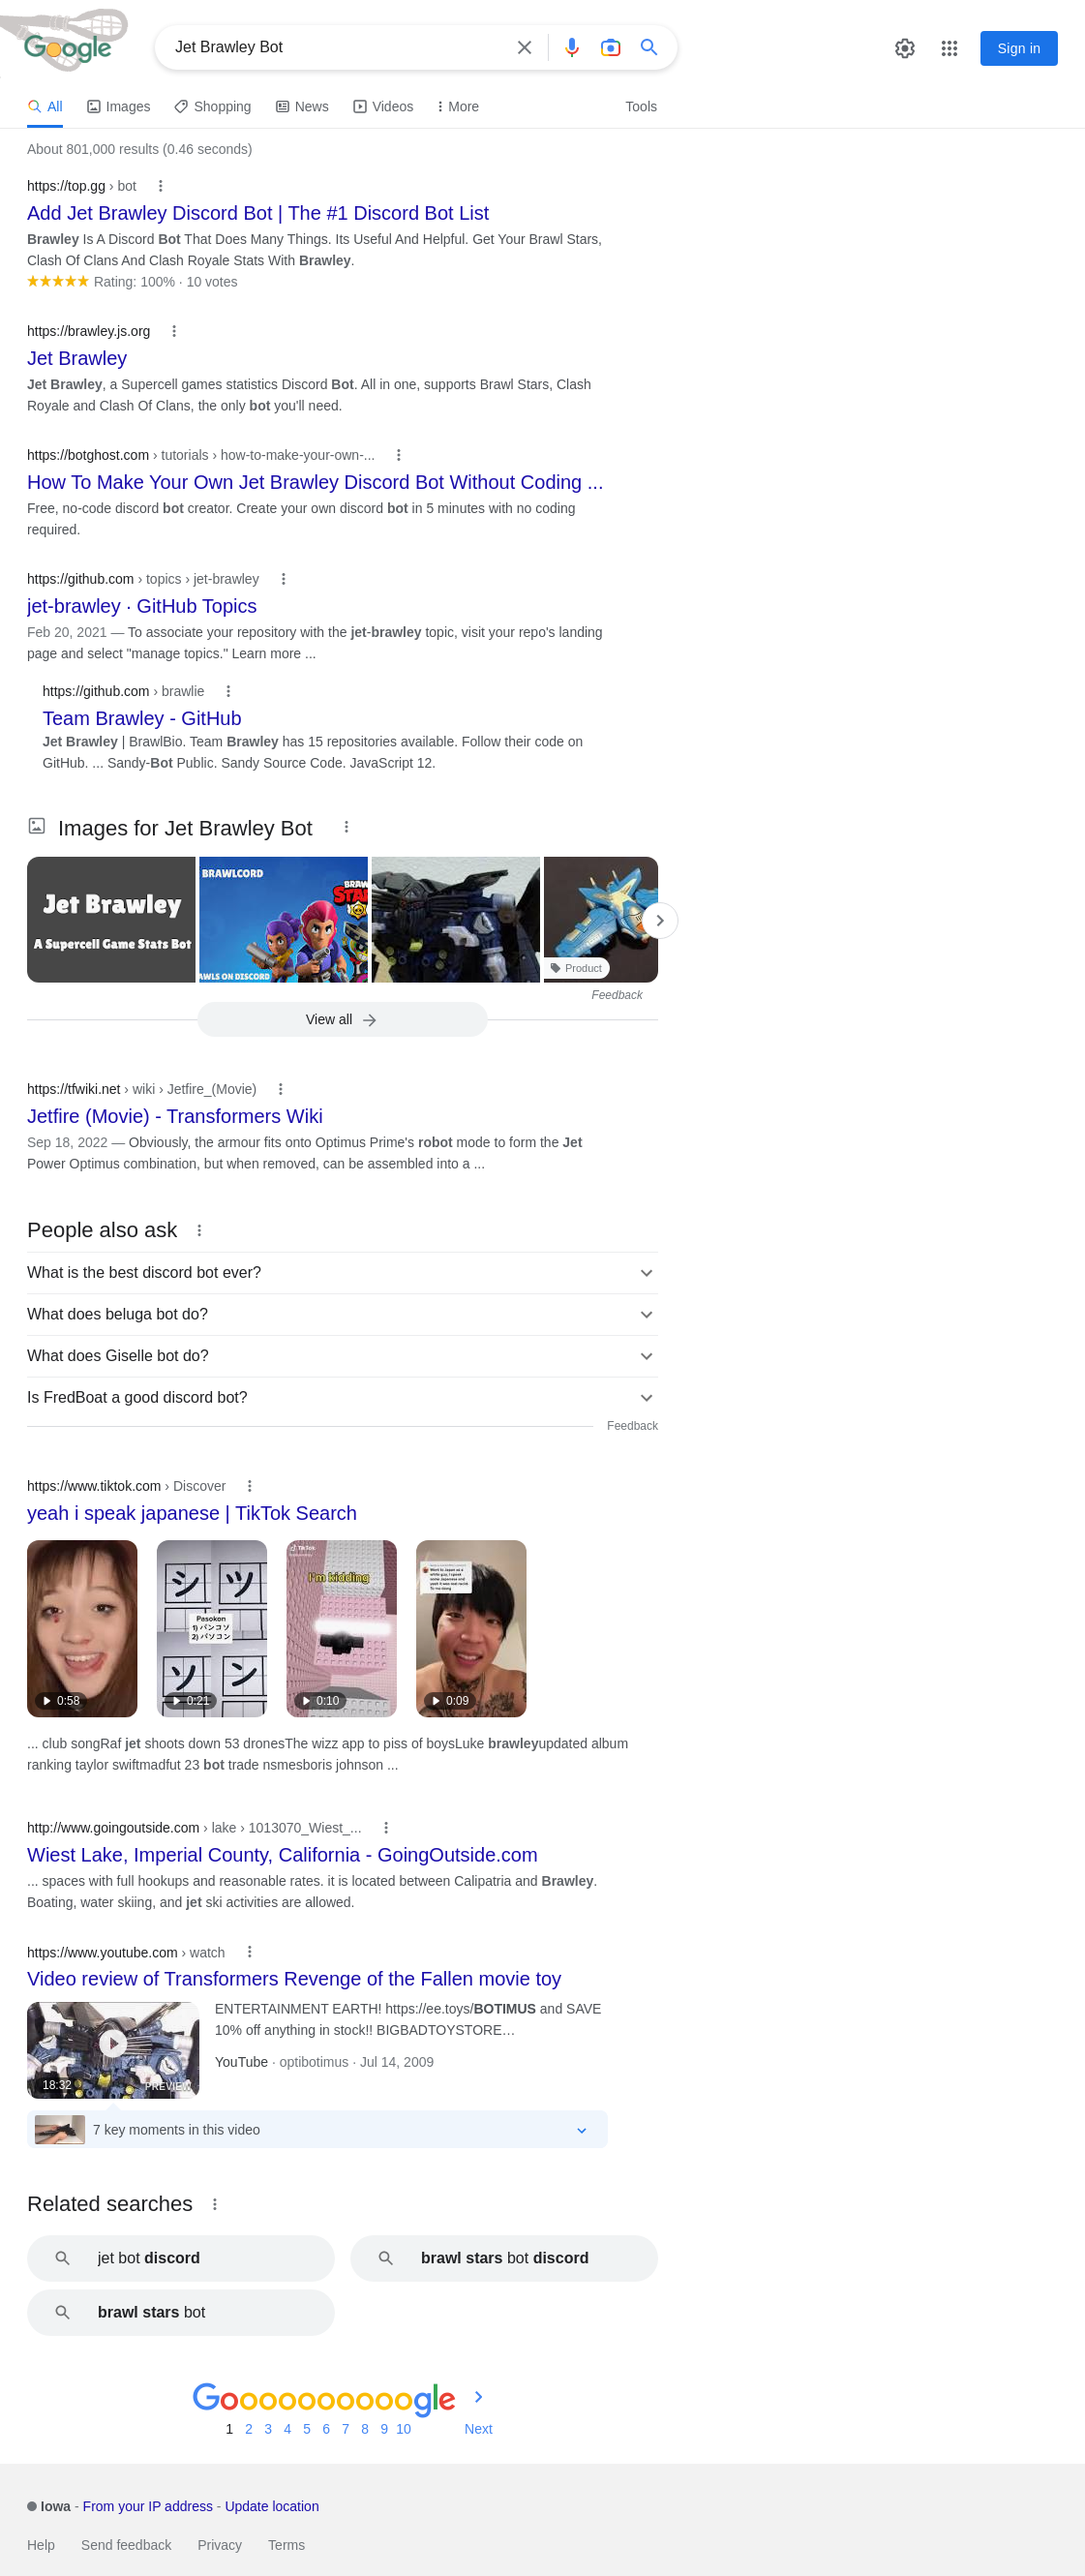 Google
Jet Brawley Bot
Sign in
All
Images
Shopping
News
Videos
More
Tools
About 801,000 results (0.46 seconds)
https://top.gg › bot
Add Jet Brawley Discord Bot | The #1 Discord Bot List
Brawley Is A Discord Bot That Does Many Things. Its Useful And Helpful. Get Your Brawl Stars,
Clash Of Clans And Clash Royale Stats With Brawley.
Rating: 100% · 10 votes
https://brawley.js.org
Jet Brawley
Jet Brawley, a Supercell games statistics Discord Bot. All in one, supports Brawl Stars, Clash
Royale and Clash Of Clans, the only bot you'll need.
https://botghost.com › tutorials › how-to-make-your-own-...
How To Make Your Own Jet Brawley Discord Bot Without Coding ...
Free, no-code discord bot creator. Create your own discord bot in 5 minutes with no coding
required.
https://github.com › topics › jet-brawley
jet-brawley · GitHub Topics
Feb 20, 2021 — To associate your repository with the jet-brawley topic, visit your repo's landing
page and select "manage topics." Learn more ...
https://github.com › brawlie
Team Brawley - GitHub
Jet Brawley | BrawlBio. Team Brawley has 15 repositories available. Follow their code on
GitHub. ... Sandy-Bot Public. Sandy Source Code. JavaScript 12.
Images for Jet Brawley Bot
Jet Brawley
A Supercell Game Stats Bot
BRAWLCORD
BRAW
STA
AWLS ON DISCORD
Product
Feedback
View all
https://tfwiki.net › wiki › Jetfire_(Movie)
Jetfire (Movie) - Transformers Wiki
Sep 18, 2022 — Obviously, the armour fits onto Optimus Prime's robot mode to form the Jet
Power Optimus combination, but when removed, can be assembled into a ...
People also ask
What is the best discord bot ever?
What does beluga bot do?
What does Giselle bot do?
Is FredBoat a good discord bot?
Feedback
https://www.tiktok.com › Discover
yeah i speak japanese | TikTok Search
0:58
シ ツ
Pasokon
1) パンコソ
2) パソコン
ソ ン
0:21
TikTok
I'm kidding
0:10
0:09
... club songRaf jet shoots down 53 dronesThe wizz app to piss of boysLuke brawleyupdated album
ranking taylor swiftmadfut 23 bot trade nsmesboris johnson ...
http://www.goingoutside.com › lake › 1013070_Wiest_...
Wiest Lake, Imperial County, California - GoingOutside.com
... spaces with full hookups and reasonable rates. it is located between Calipatria and Brawley.
Boating, water skiing, and jet ski activities are allowed.
https://www.youtube.com › watch
Video review of Transformers Revenge of the Fallen movie toy
ENTERTAINMENT EARTH! https://ee.toys/BOTIMUS and SAVE
10% off anything in stock!! BIGBADTOYSTORE…
YouTube · optibotimus · Jul 14, 2009
18:32
PREVIEW
7 key moments in this video
Related searches
jet bot discord
brawl stars bot discord
brawl stars bot
Goooooooooogle
1 2 3 4 5 6 7 8 9 10 Next
Iowa - From your IP address - Update location
Help Send feedback Privacy Terms